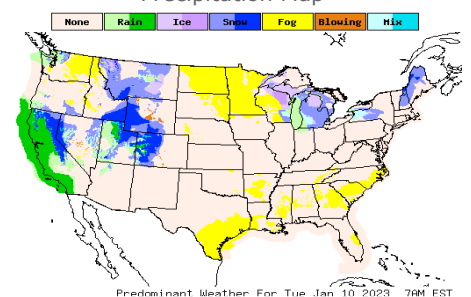 Precipitation Map
None Rain Ice Snow Fog Blowing Mix
Predominant Weather For Tue Jan 10 2023 7AM EST